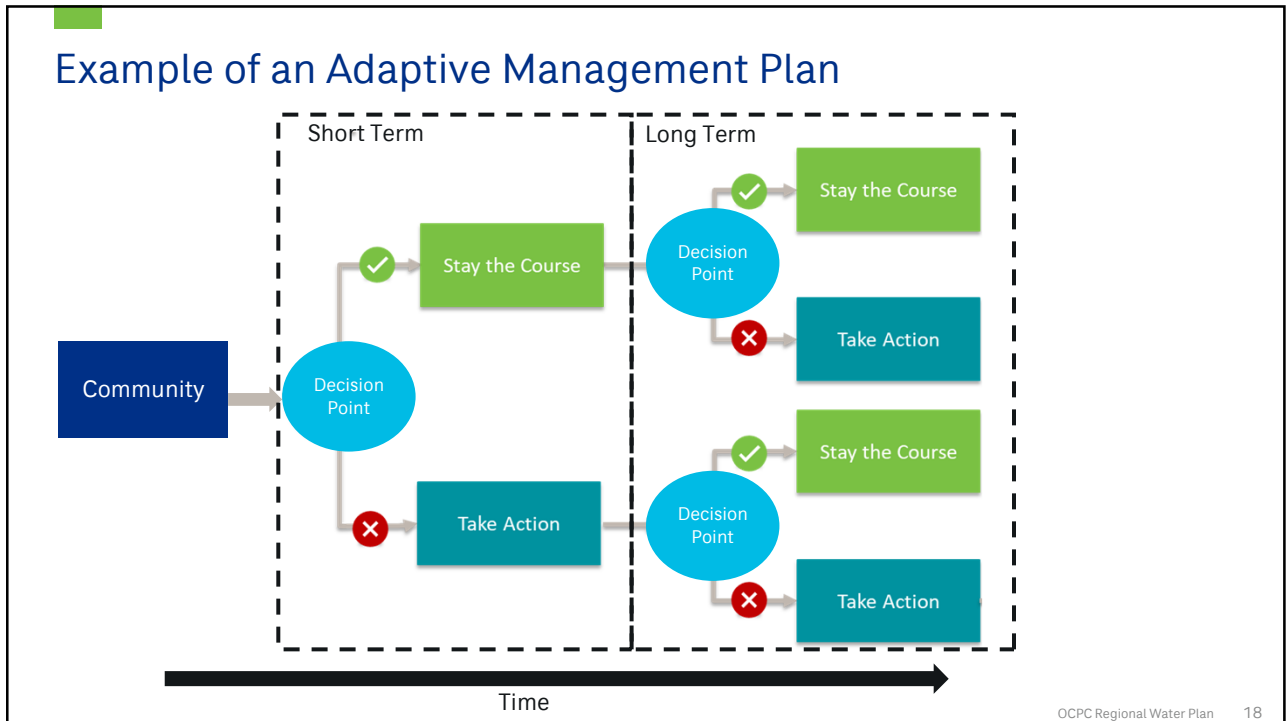 Example of an Adaptive Management Plan
Short Term
Long Term
Stay the Course
Decision
Point
Stay the Course
Take Action
Community
Decision
Point
Stay the Course
Take Action
Decision
Point
Take Action
Time
OCPC Regional Water Plan 18